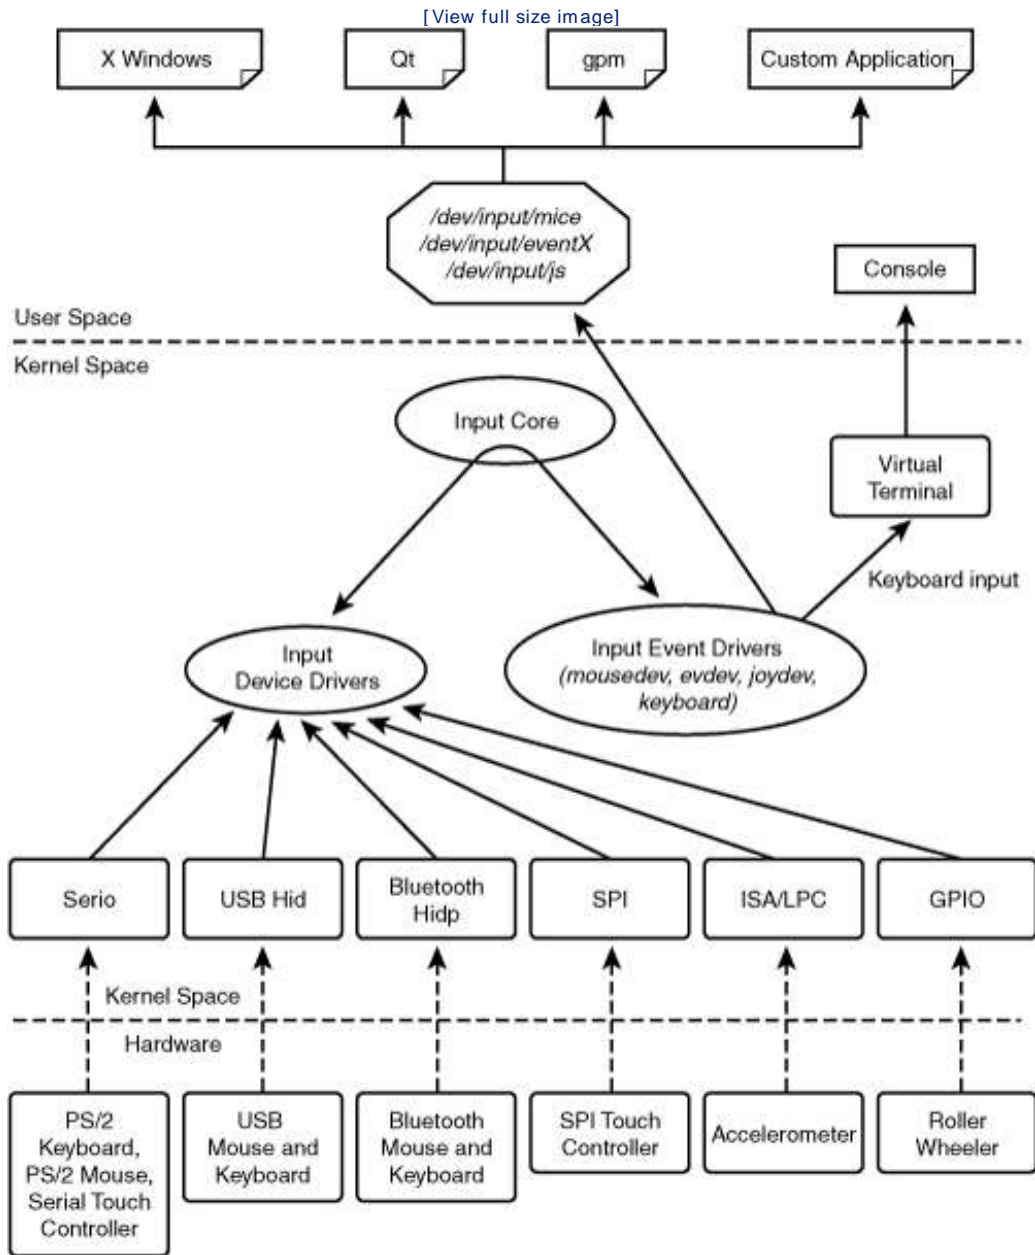 [View full size image]
X Windows
Qt
gpm
Custom Application
/dev/input/mice
/dev/input/eventX
/dev/input/js
Console
User Space
Kernel Space
Input Core
Virtual
Terminal
Keyboard input
Input
Device Drivers
Input Event Drivers
(mousedev, evdev, joydev,
keyboard)
Serio
USB Hid
Bluetooth
Hidp
SPI
ISA/LPC
GPIO
Kernel Space
Hardware
PS/2
Keyboard,
PS/2 Mouse,
Serial Touch
Controller
USB
Mouse and
Keyboard
Bluetooth
Mouse and
Keyboard
SPI Touch
Controller
Accelerometer
Roller
Wheeler